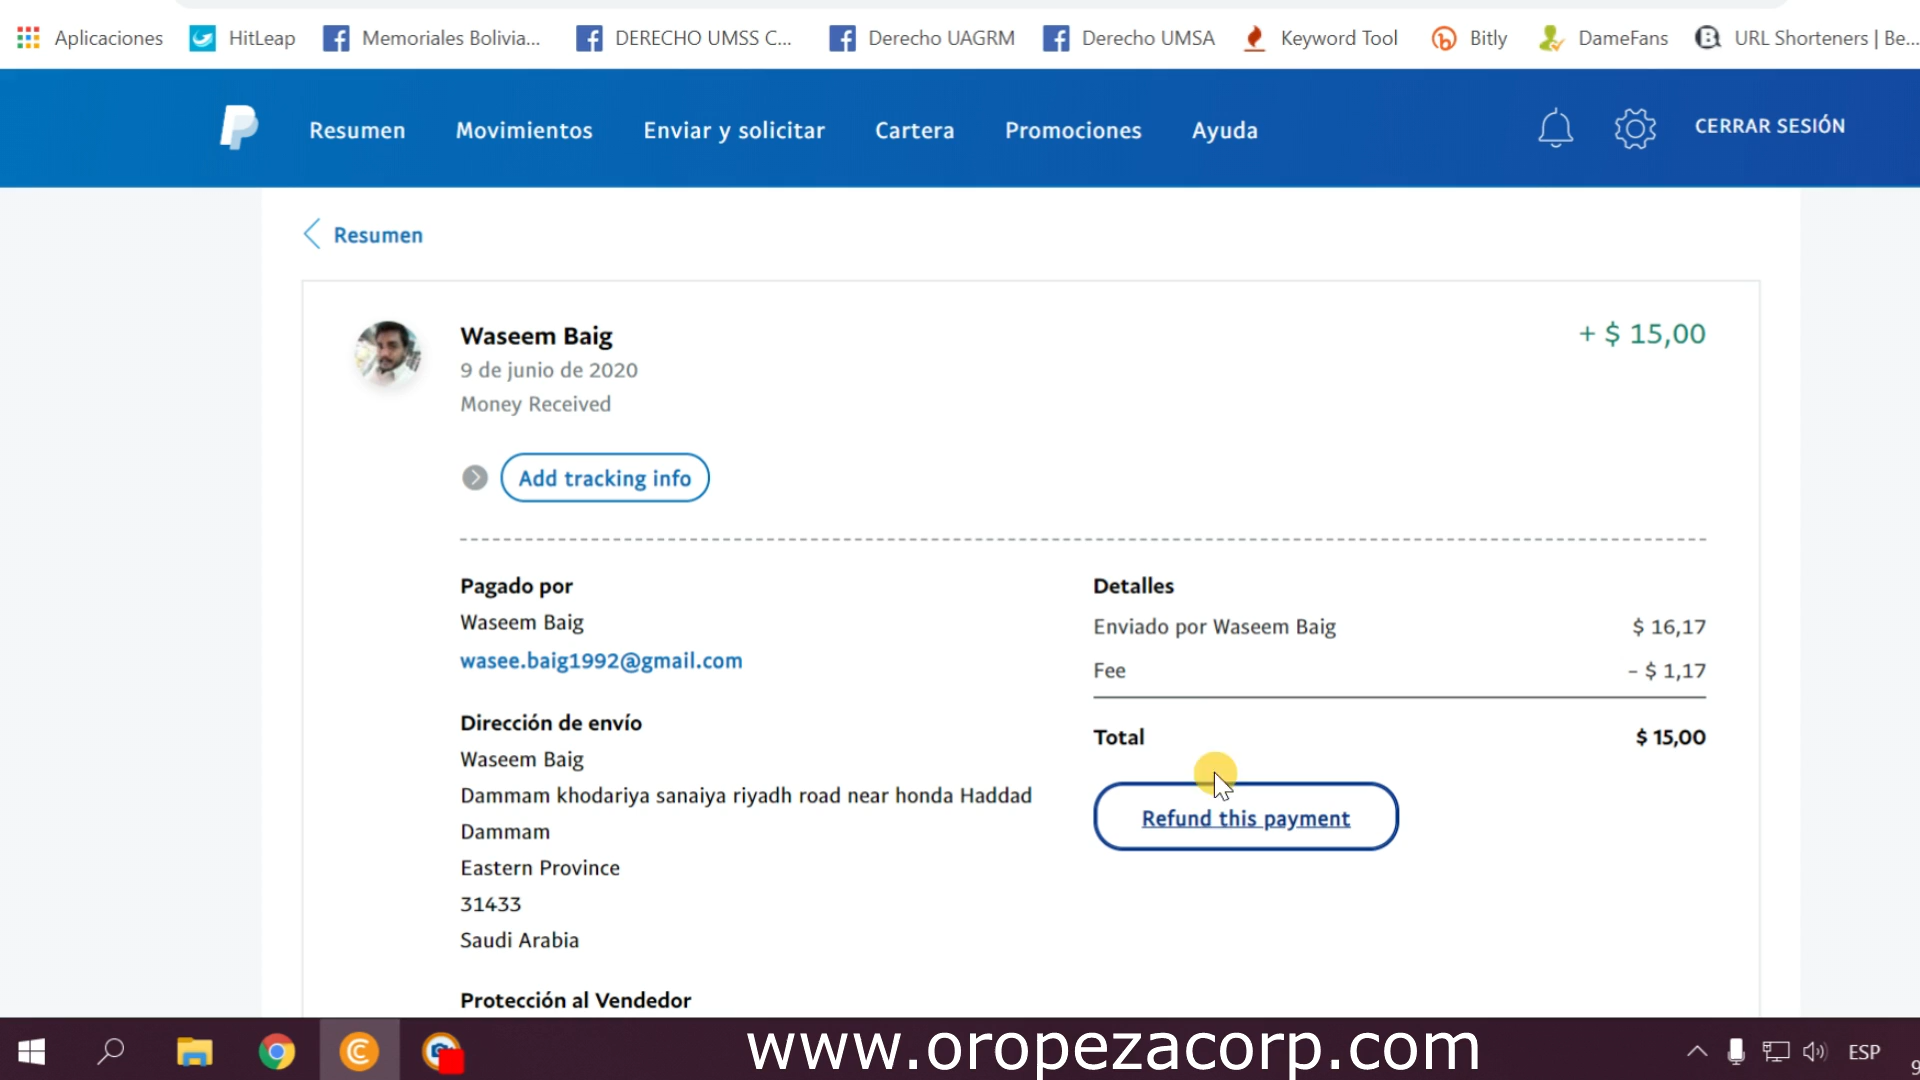 Aplicaciones HitLeap Memoriales Bolivia... DERECHO UMSS C... Derecho UAGRM Derecho UMSA Keyword Tool Bitly DameFans URL Shorteners | Be...
Resumen Movimientos Enviar y solicitar Cartera Promociones Ayuda CERRAR SESIÓN
Resumen
Waseem Baig + $ 15,00
9 de junio de 2020
Money Received
Add tracking info
Pagado por
Waseem Baig
wasee.baig1992@gmail.com
Dirección de envío
Waseem Baig
Dammam khodariya sanaiya riyadh road near honda Haddad
Dammam
Eastern Province
31433
Saudi Arabia
Protección al Vendedor
Detalles
Enviado por Waseem Baig $ 16,17
Fee - $ 1,17
Total $ 15,00
Refund this payment
www.oropezacorp.com
ESP